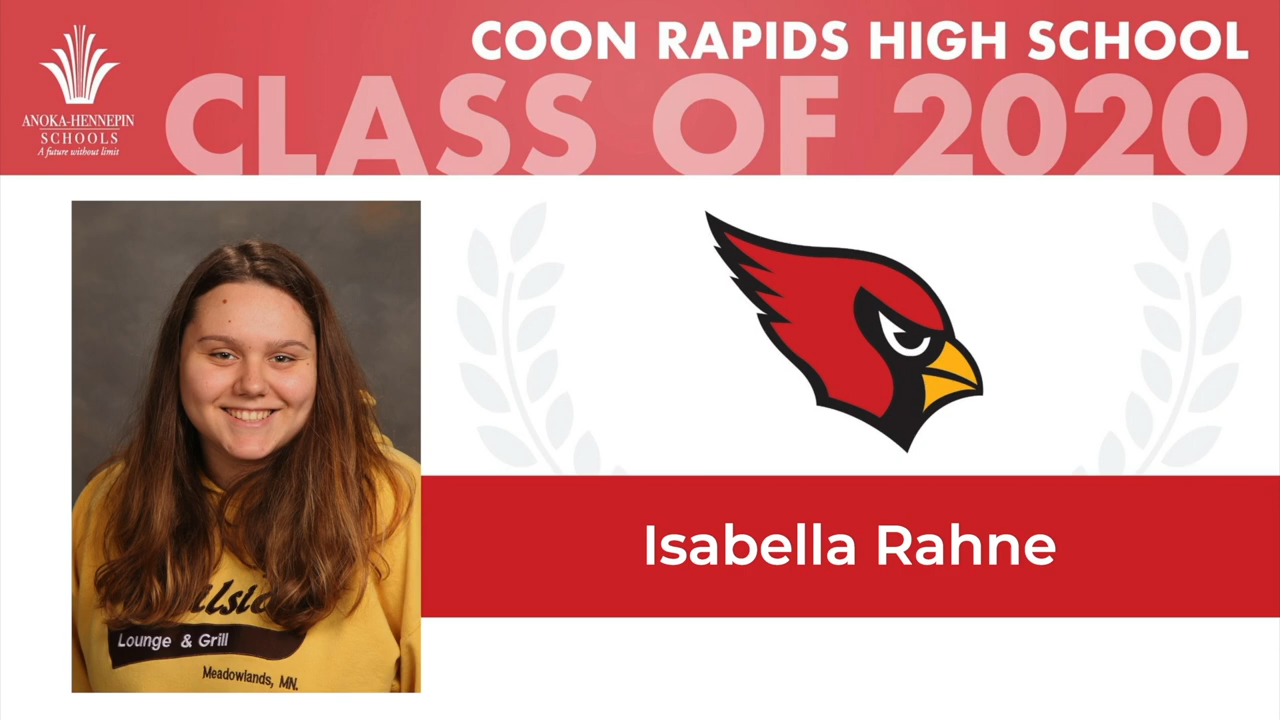 COON RAPIDS HIGH SCHOOL
CLASS OF 2020
ANOKA-HENNEPIN
SCHOOLS
A future without limit
Isabella Rahne
Lounge & Grill
Meadowlands, MN.